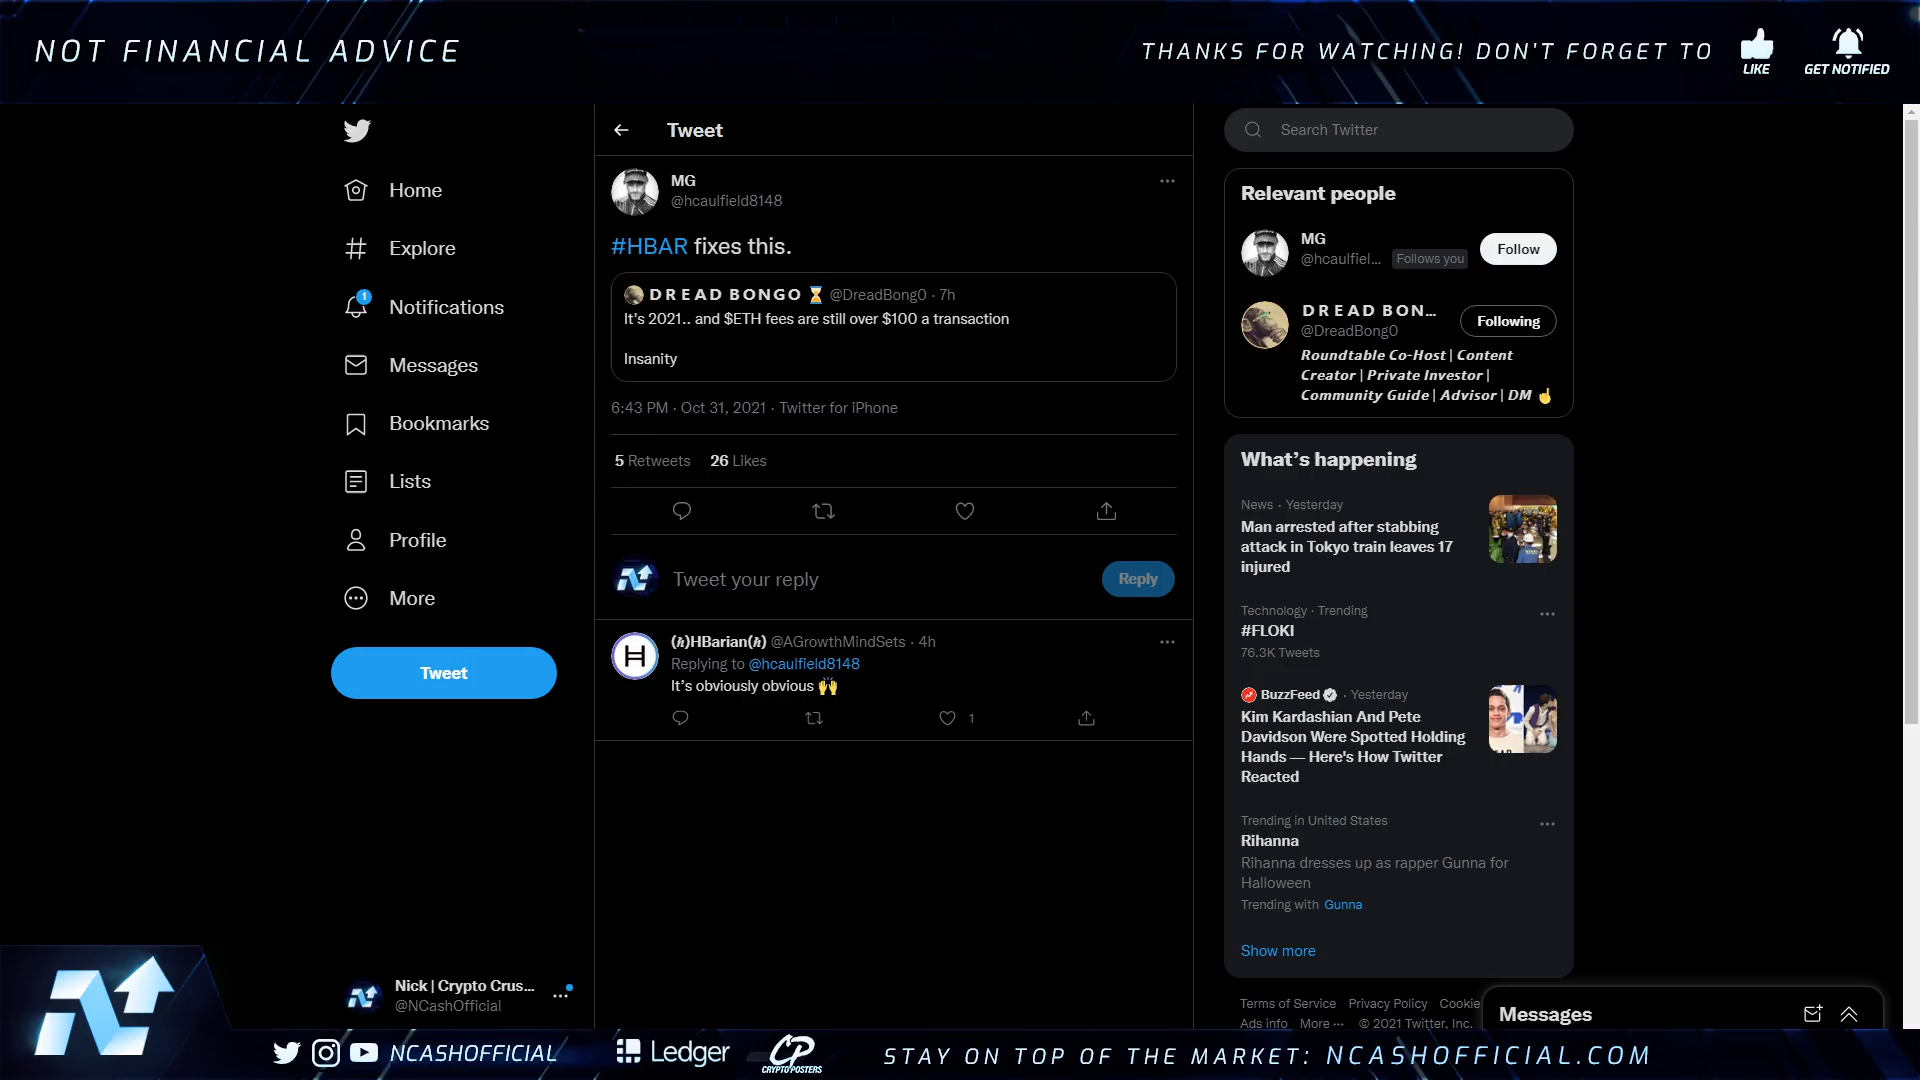 NOT FINANCIAL ADVICE
THANKS FOR WATCHING! DON'T FORGET TO
LIKE
GET NOTIFIED
Home
Explore
1
Notifications
Messages
Bookmarks
Lists
Profile
More
Tweet
Nick | Crypto Crus...
@NCashOfficial
Tweet
MG
@hcaulfield8148
#HBAR fixes this.
D R E A D BONGO ⏳ @DreadBong0 · 7h
It's 2021.. and $ETH fees are still over $100 a transaction
Insanity
6:43 PM · Oct 31, 2021 · Twitter for iPhone
5 Retweets 26 Likes
Tweet your reply
Reply
(ℏ)HBarian(ℏ) @AGrowthMindSets · 4h
Replying to @hcaulfield8148
It's obviously obvious 🙌
1
Search Twitter
Relevant people
MG
@hcaulfiel... Follows you
Follow
D R E A D BON...
@DreadBong0
Following
Roundtable Co-Host | Content
Creator | Private Investor |
Community Guide | Advisor | DM ☝
What's happening
News · Yesterday
Man arrested after stabbing
attack in Tokyo train leaves 17
injured
Technology · Trending
#FLOKI
76.3K Tweets
BuzzFeed · Yesterday
Kim Kardashian And Pete
Davidson Were Spotted Holding
Hands — Here's How Twitter
Reacted
Trending in United States
Rihanna
Rihanna dresses up as rapper Gunna for
Halloween
Trending with Gunna
Show more
Terms of Service Privacy Policy Cookie
Ads info More ··· © 2021 Twitter, Inc.
Messages
NCASHOFFICIAL
Ledger
CP
CRYPTOPOSTERS
STAY ON TOP OF THE MARKET: NCASHOFFICIAL.COM